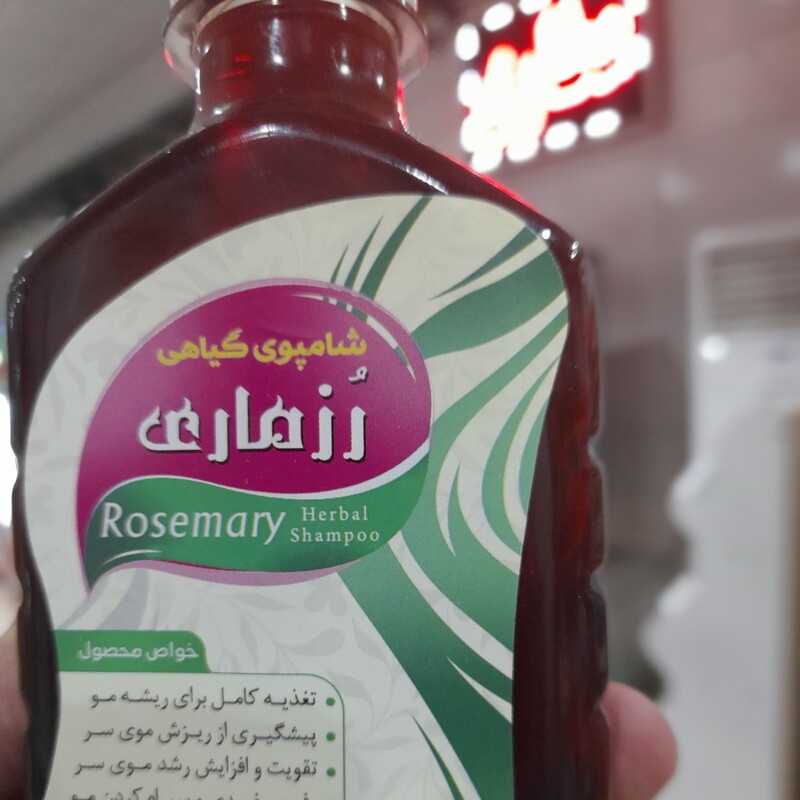 شامپوی گیاهی
رُزماری
Rosemary Herbal
Shampoo
خواص محصول
• تغذیه کامل برای ریشه مو
• پیشگیری از ریزش موی سر
• تقویت و افزایش رشد موی سر